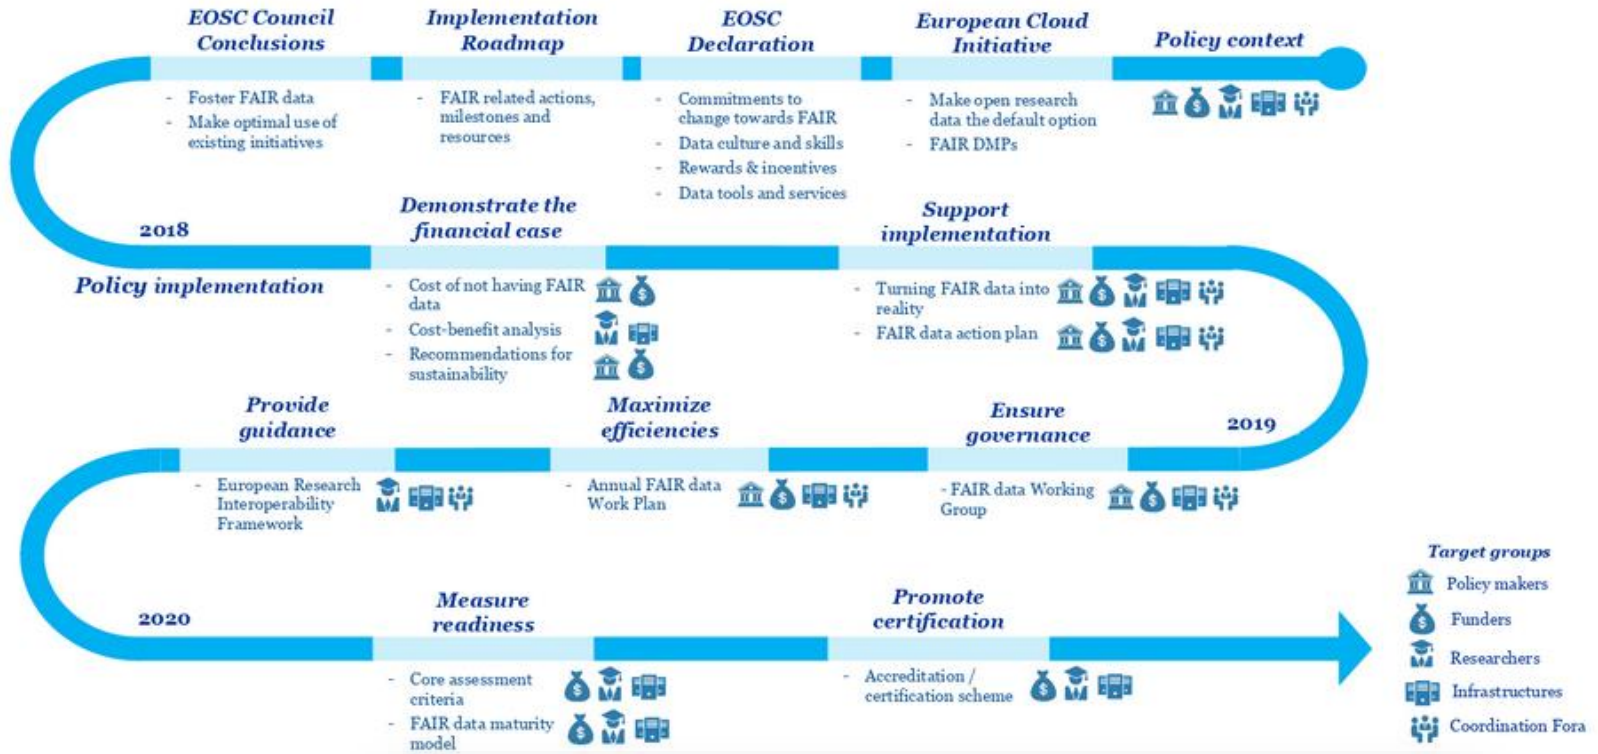 EOSC Council
Conclusions
Implementation
Roadmap
EOSC
Declaration
European Cloud
Initiative
Policy context
- Foster FAIR data
- Make optimal use of
existing initiatives
- FAIR related actions,
milestones and
resources
- Commitments to
change towards FAIR
- Data culture and skills
- Rewards & incentives
- Data tools and services
- Make open research
data the default option
- FAIR DMPs
2018
Policy implementation
Demonstrate the
financial case
- Cost of not having FAIR
data
- Cost-benefit analysis
- Recommendations for
sustainability
Support
implementation
- Turning FAIR data into
reality
- FAIR data action plan
2019
Provide
guidance
- European Research
Interoperability
Framework
Maximize
efficiencies
- Annual FAIR data
Work Plan
Ensure
governance
- FAIR data Working
Group
2020
Measure
readiness
- Core assessment
criteria
- FAIR data maturity
model
Promote
certification
- Accreditation /
certification scheme
Target groups
Policy makers
Funders
Researchers
Infrastructures
Coordination Fora